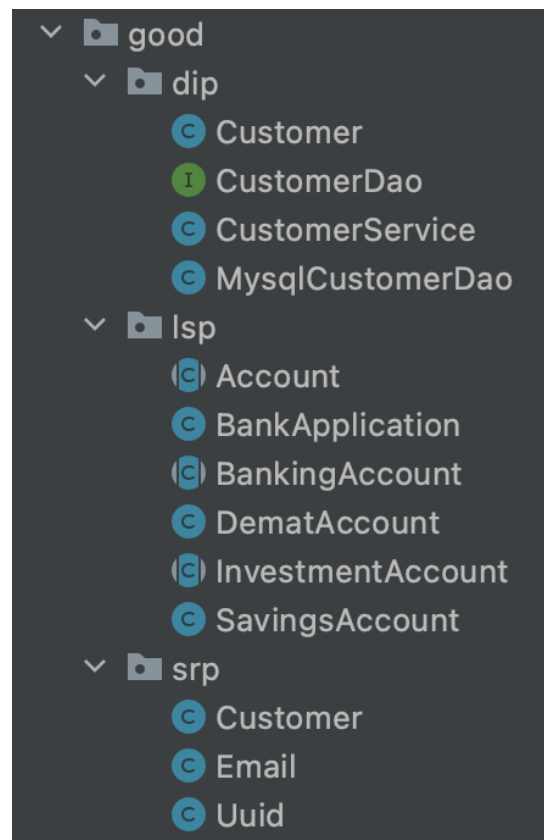 good
dip
C Customer
I CustomerDao
C CustomerService
C MysqlCustomerDao
lsp
C Account
C BankApplication
C BankingAccount
C DematAccount
C InvestmentAccount
C SavingsAccount
srp
C Customer
C Email
C Uuid